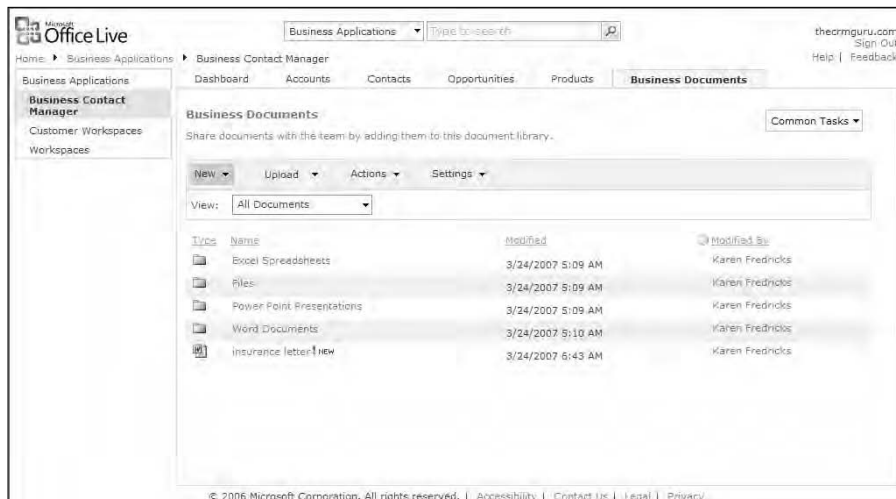 Microsoft
Office Live
Business Applications
Type to search
thecrmguru.com
Sign Out
Help | Feedback
Home ▶ Business Applications ▶ Business Contact Manager
Business Applications
Business Contact Manager
Customer Workspaces
Workspaces
Dashboard Accounts Contacts Opportunities Products Business Documents
Business Documents
Share documents with the team by adding them to this document library.
Common Tasks
New Upload Actions Settings
View: All Documents
Type Name Modified Modified By
Excel Spreadsheets 3/24/2007 5:09 AM Karen Fredricks
Files 3/24/2007 5:09 AM Karen Fredricks
Power Point Presentations 3/24/2007 5:09 AM Karen Fredricks
Word Documents 3/24/2007 5:10 AM Karen Fredricks
insurance letter ! NEW 3/24/2007 6:43 AM Karen Fredricks
© 2006 Microsoft Corporation. All rights reserved. | Accessibility | Contact Us | Legal | Privacy